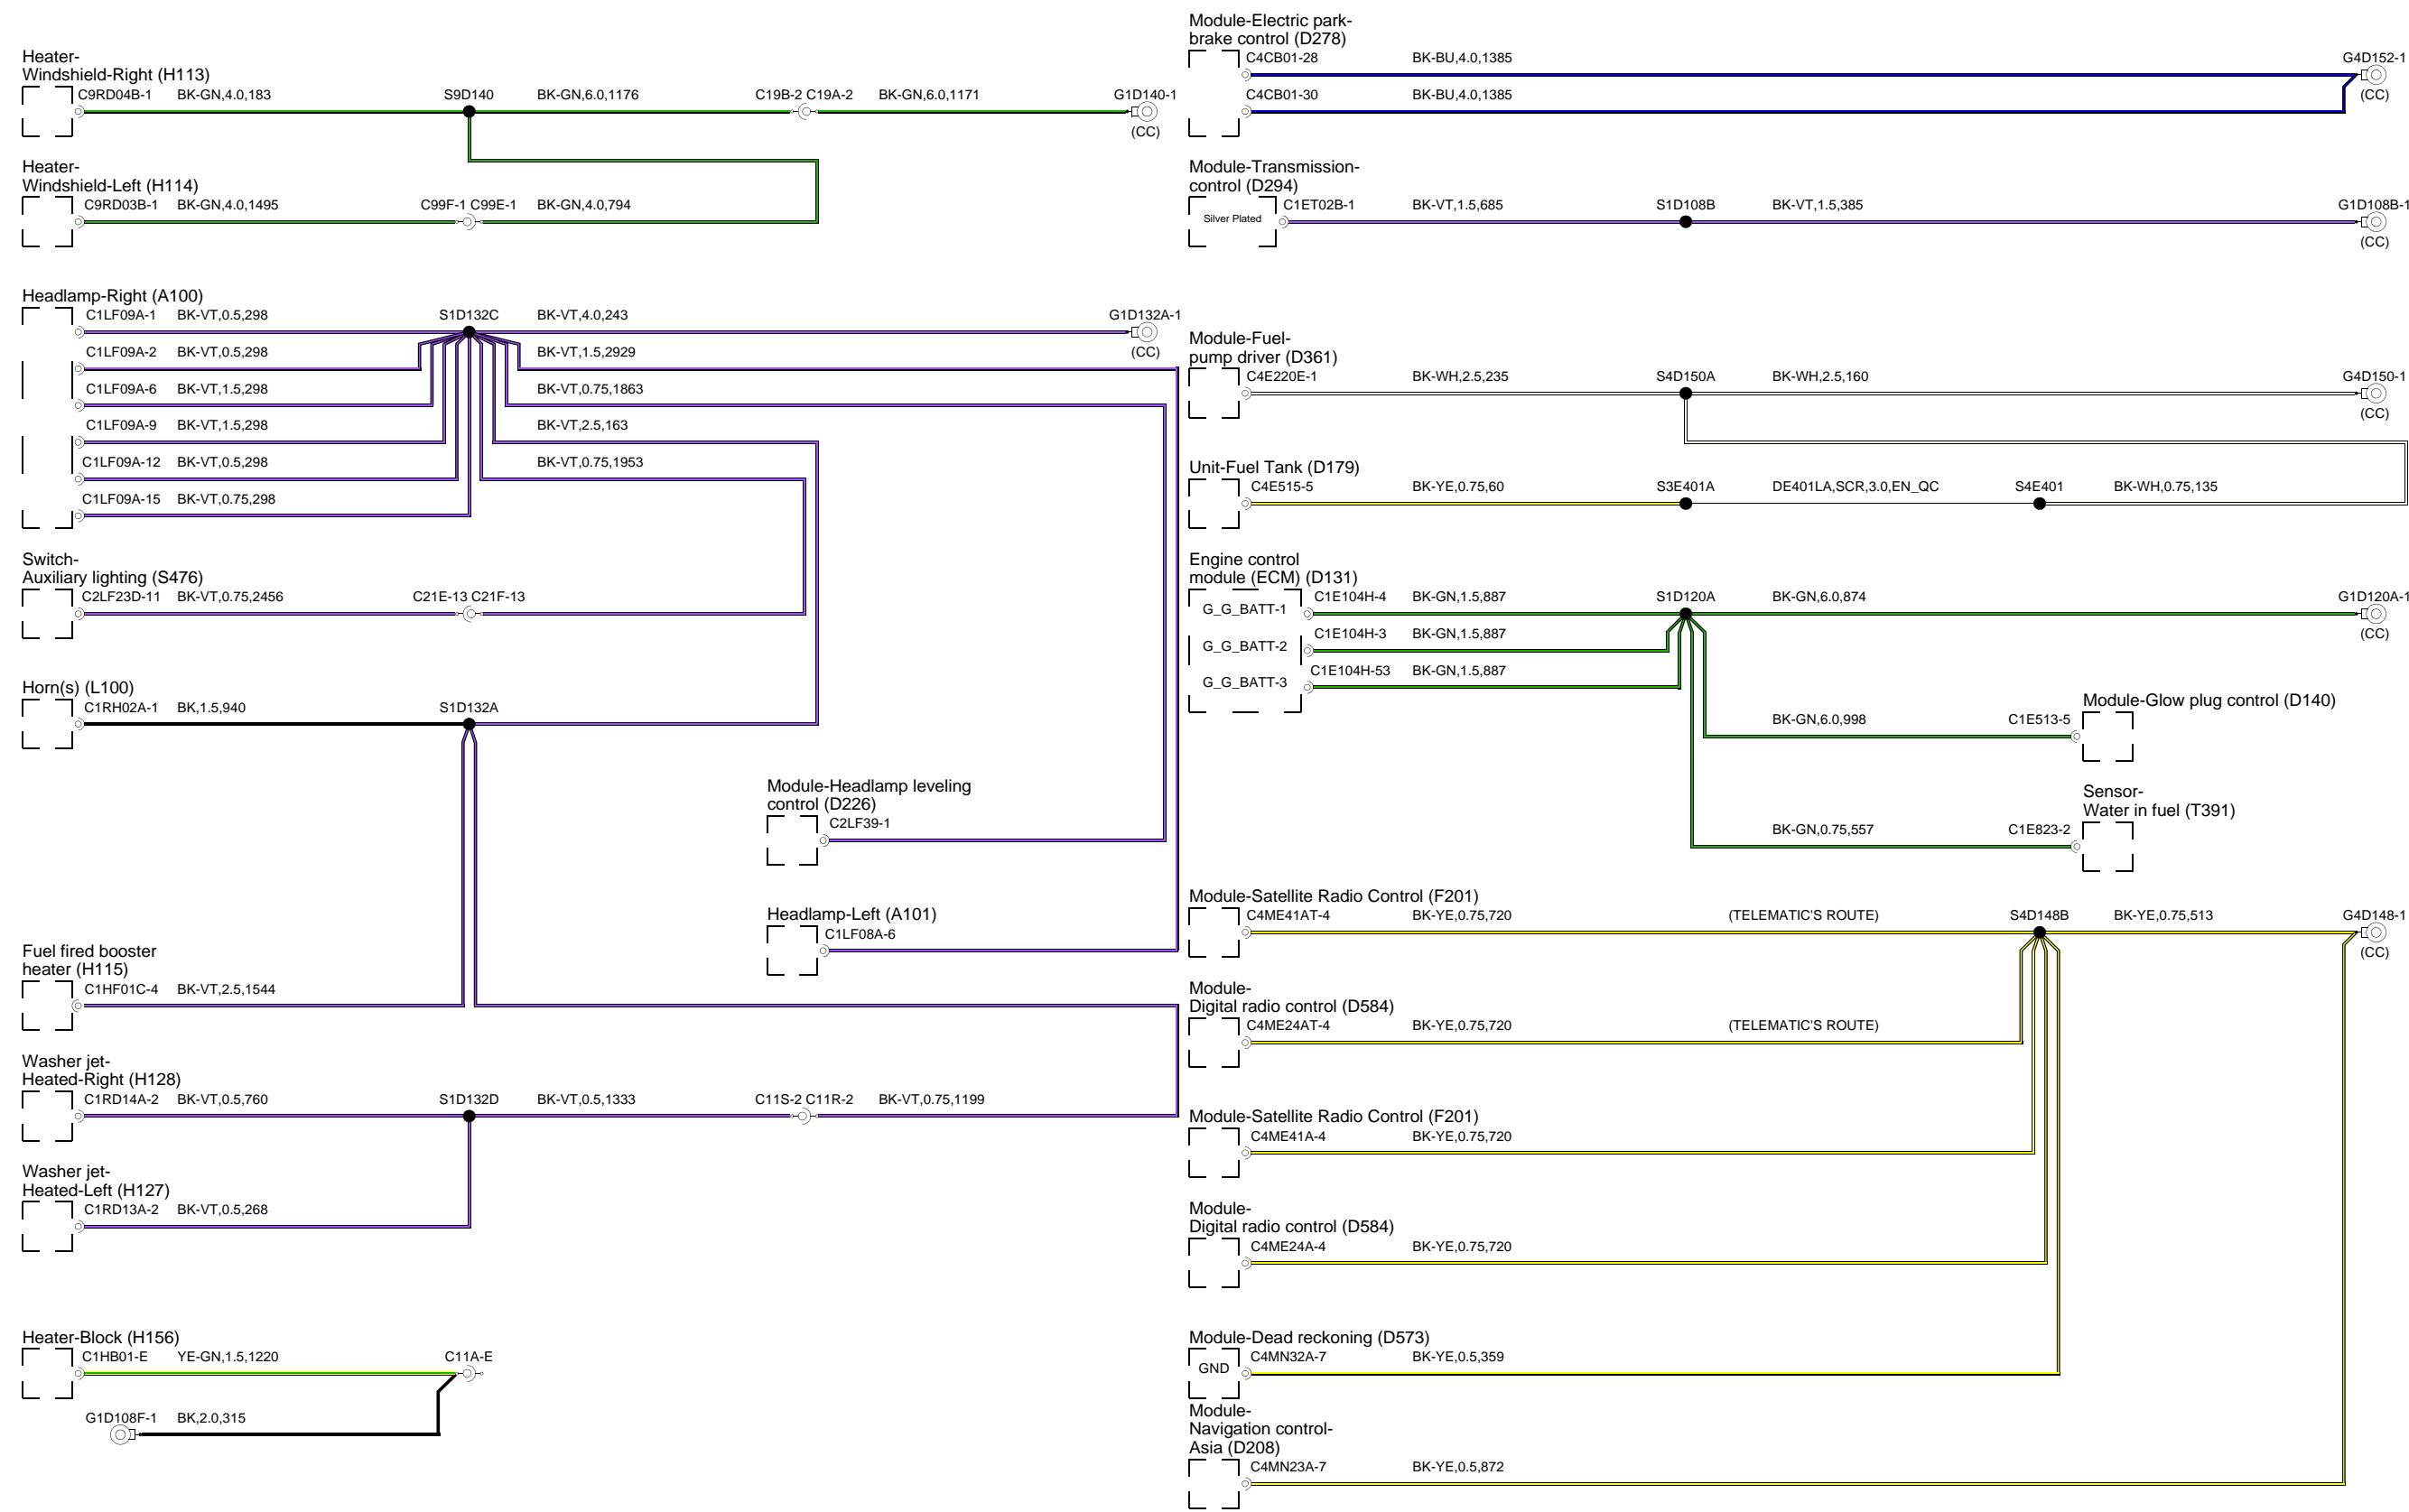 Heater-
Windshield-Right (H113)
C9RD04B-1 BK-GN,4.0,183 S9D140 BK-GN,6.0,1176 C19B-2 C19A-2 BK-GN,6.0,1171 G1D140-1
(CC)
Heater-
Windshield-Left (H114)
C9RD03B-1 BK-GN,4.0,1495 C99F-1 C99E-1 BK-GN,4.0,794
Headlamp-Right (A100)
C1LF09A-1 BK-VT,0.5,298 S1D132C BK-VT,4.0,243 G1D132A-1
(CC)
C1LF09A-2 BK-VT,0.5,298 BK-VT,1.5,2929
C1LF09A-6 BK-VT,1.5,298 BK-VT,0.75,1863
C1LF09A-9 BK-VT,1.5,298 BK-VT,2.5,163
C1LF09A-12 BK-VT,0.5,298 BK-VT,0.75,1953
C1LF09A-15 BK-VT,0.75,298
Switch-
Auxiliary lighting (S476)
C2LF23D-11 BK-VT,0.75,2456 C21E-13 C21F-13
Horn(s) (L100)
C1RH02A-1 BK,1.5,940 S1D132A
Module-Headlamp leveling
control (D226)
C2LF39-1
Headlamp-Left (A101)
C1LF08A-6
Fuel fired booster
heater (H115)
C1HF01C-4 BK-VT,2.5,1544
Washer jet-
Heated-Right (H128)
C1RD14A-2 BK-VT,0.5,760 S1D132D BK-VT,0.5,1333 C11S-2 C11R-2 BK-VT,0.75,1199
Washer jet-
Heated-Left (H127)
C1RD13A-2 BK-VT,0.5,268
Heater-Block (H156)
C1HB01-E YE-GN,1.5,1220 C11A-E
G1D108F-1 BK,2.0,315
Module-Electric park-
brake control (D278)
C4CB01-28 BK-BU,4.0,1385 G4D152-1
(CC)
C4CB01-30 BK-BU,4.0,1385
Module-Transmission-
control (D294)
Silver Plated
C1ET02B-1 BK-VT,1.5,685 S1D108B BK-VT,1.5,385 G1D108B-1
(CC)
Module-Fuel-
pump driver (D361)
C4E220E-1 BK-WH,2.5,235 S4D150A BK-WH,2.5,160 G4D150-1
(CC)
Unit-Fuel Tank (D179)
C4E515-5 BK-YE,0.75,60 S3E401A DE401LA,SCR,3.0,EN_QC S4E401 BK-WH,0.75,135
Engine control
module (ECM) (D131)
G_G_BATT-1 C1E104H-4 BK-GN,1.5,887 S1D120A BK-GN,6.0,874 G1D120A-1
(CC)
G_G_BATT-2 C1E104H-3 BK-GN,1.5,887
G_G_BATT-3 C1E104H-53 BK-GN,1.5,887
Module-Glow plug control (D140)
BK-GN,6.0,998 C1E513-5
Sensor-
Water in fuel (T391)
BK-GN,0.75,557 C1E823-2
Module-Satellite Radio Control (F201)
C4ME41AT-4 BK-YE,0.75,720 (TELEMATIC'S ROUTE) S4D148B BK-YE,0.75,513 G4D148-1
(CC)
Module-
Digital radio control (D584)
C4ME24AT-4 BK-YE,0.75,720 (TELEMATIC'S ROUTE)
Module-Satellite Radio Control (F201)
C4ME41A-4 BK-YE,0.75,720
Module-
Digital radio control (D584)
C4ME24A-4 BK-YE,0.75,720
Module-Dead reckoning (D573)
GND C4MN32A-7 BK-YE,0.5,359
Module-
Navigation control-
Asia (D208)
C4MN23A-7 BK-YE,0.5,872